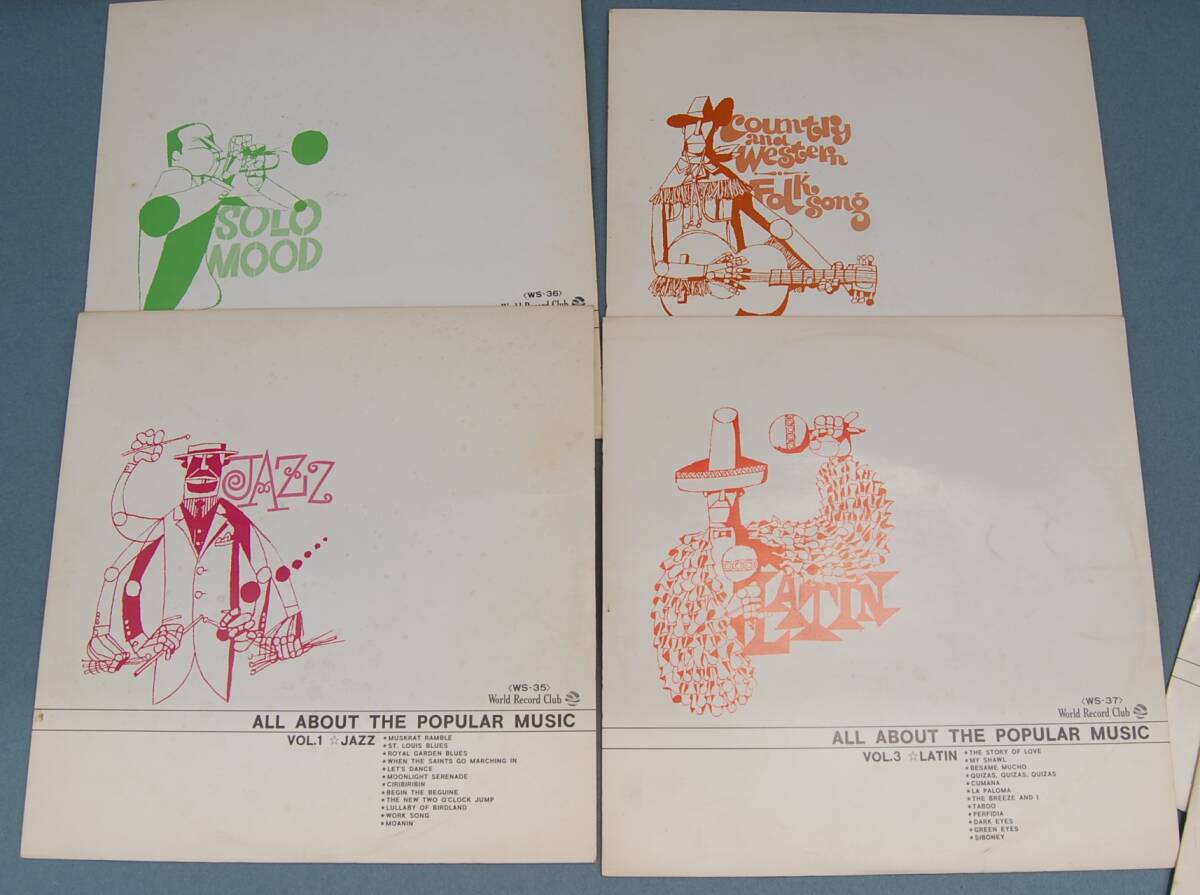 SOLO
MOOD
<WS-36>
World Record Club
Country
and
Western
Folk.
Song
JAZZ
<WS-35>
World Record Club
ALL ABOUT THE POPULAR MUSIC
VOL.1 ☆JAZZ
*MUSKRAT RAMBLE
*ST. LOUIS BLUES
*ROYAL GARDEN BLUES
*WHEN THE SAINTS GO MARCHING IN
*LET'S DANCE
*MOONLIGHT SERENADE
*CIRIBIRIBIN
*BEGIN THE BEGUINE
*THE NEW TWO O'CLOCK JUMP
*LULLABY OF BIRDLAND
*WORK SONG
*MOANIN'
LATIN
<WS-37>
World Record Club
ALL ABOUT THE POPULAR MUSIC
VOL.3 ☆LATIN
*THE STORY OF LOVE
*MY SHAWL
*BESAME MUCHO
*QUIZAS, QUIZAS, QUIZAS
*CUMANA
*LA PALOMA
*THE BREEZE AND I
*TABOO
*PERFIDIA
*DARK EYES
*GREEN EYES
*SIBONEY